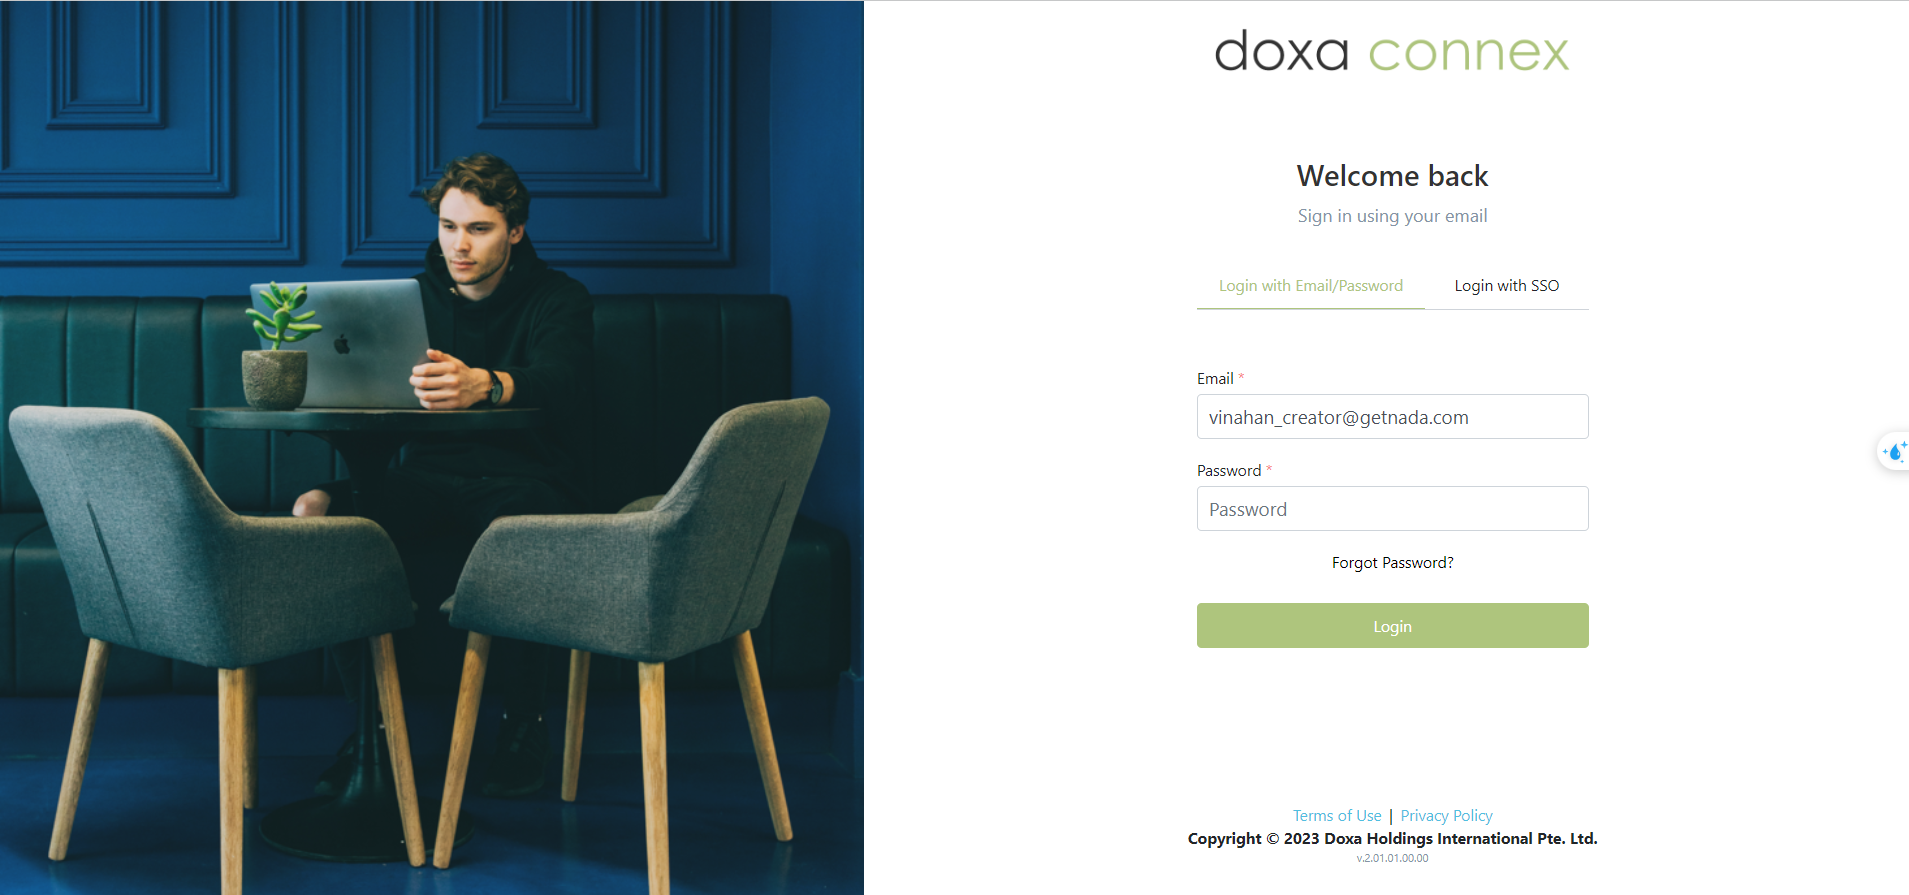 doxa connex
Welcome back
Sign in using your email
Login with Email/Password Login with SSO
Email *
vinahan_creator@getnada.com
Password *
Password
Forgot Password?
Login
Terms of Use | Privacy Policy
Copyright © 2023 Doxa Holdings International Pte. Ltd.
v.2.01.01.00.00